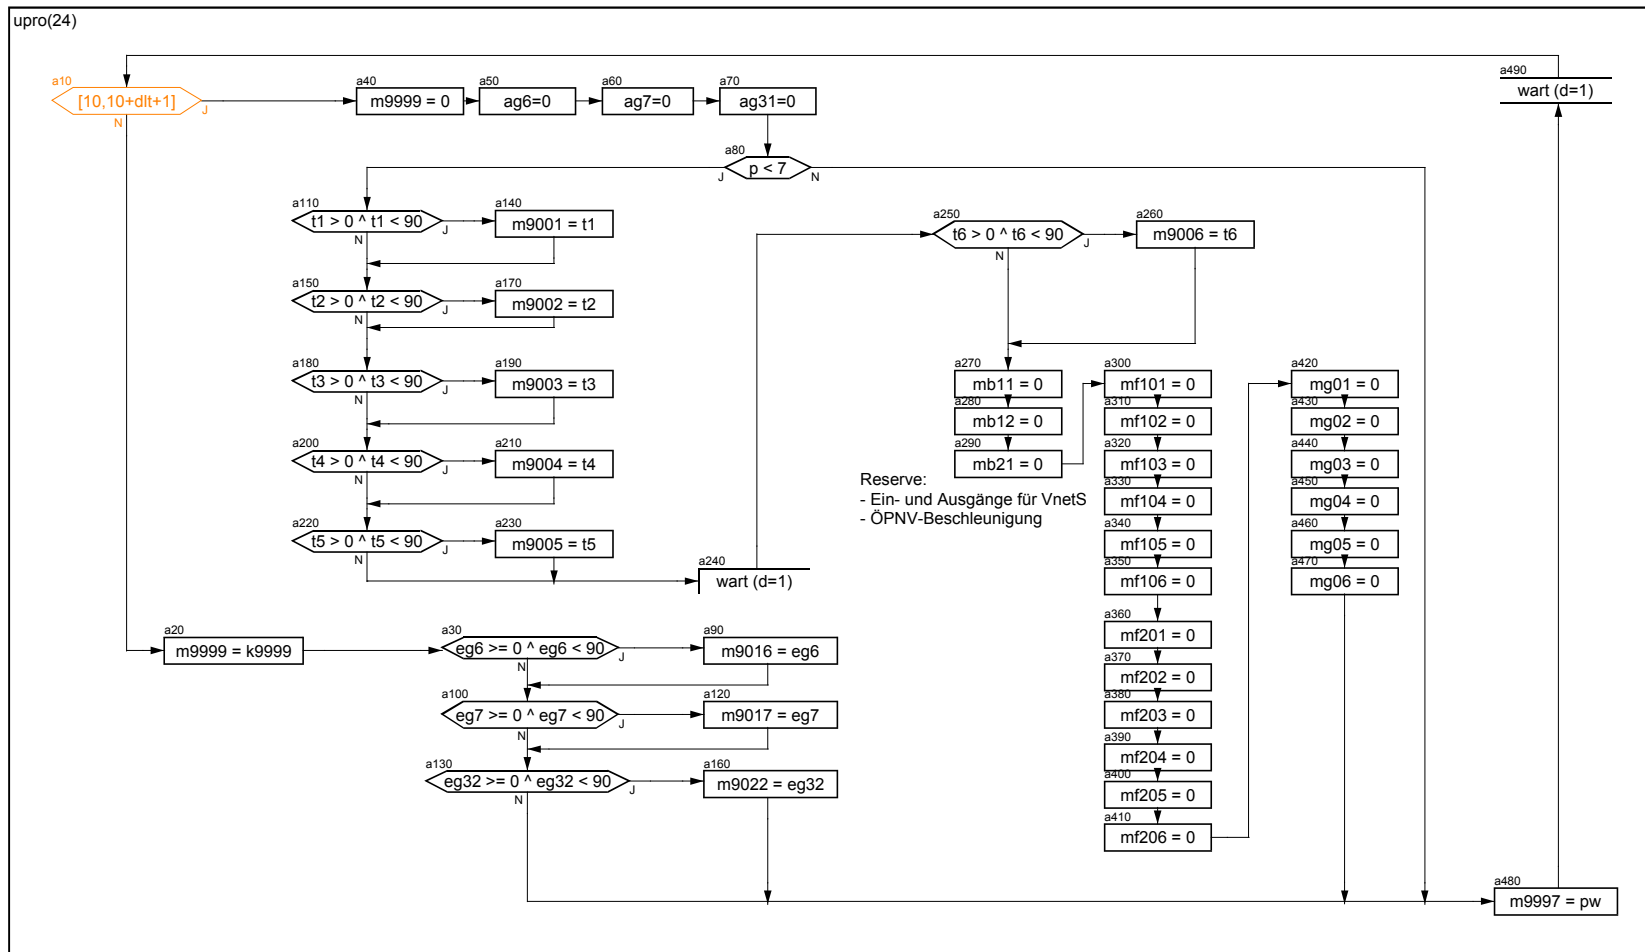 upro(24)
a10
[10,10+dlt+1]
J
N
a40
m9999 = 0
a50
ag6=0
a60
ag7=0
a70
ag31=0
a490
wart (d=1)
a80
p < 7
J
N
a110
t1 > 0 ^ t1 < 90
J
N
a140
m9001 = t1
a150
t2 > 0 ^ t2 < 90
J
N
a170
m9002 = t2
a180
t3 > 0 ^ t3 < 90
J
N
a190
m9003 = t3
a200
t4 > 0 ^ t4 < 90
J
N
a210
m9004 = t4
a220
t5 > 0 ^ t5 < 90
J
N
a230
m9005 = t5
a240
wart (d=1)
a250
t6 > 0 ^ t6 < 90
J
N
a260
m9006 = t6
a270
mb11 = 0
a280
mb12 = 0
a290
mb21 = 0
Reserve:
- Ein- und Ausgänge für VnetS
- ÖPNV-Beschleunigung
a300
mf101 = 0
a310
mf102 = 0
a320
mf103 = 0
a330
mf104 = 0
a340
mf105 = 0
a350
mf106 = 0
a360
mf201 = 0
a370
mf202 = 0
a380
mf203 = 0
a390
mf204 = 0
a400
mf205 = 0
a410
mf206 = 0
a420
mg01 = 0
a430
mg02 = 0
a440
mg03 = 0
a450
mg04 = 0
a460
mg05 = 0
a470
mg06 = 0
a20
m9999 = k9999
a30
eg6 >= 0 ^ eg6 < 90
J
N
a90
m9016 = eg6
a100
eg7 >= 0 ^ eg7 < 90
J
N
a120
m9017 = eg7
a130
eg32 >= 0 ^ eg32 < 90
J
N
a160
m9022 = eg32
a480
m9997 = pw